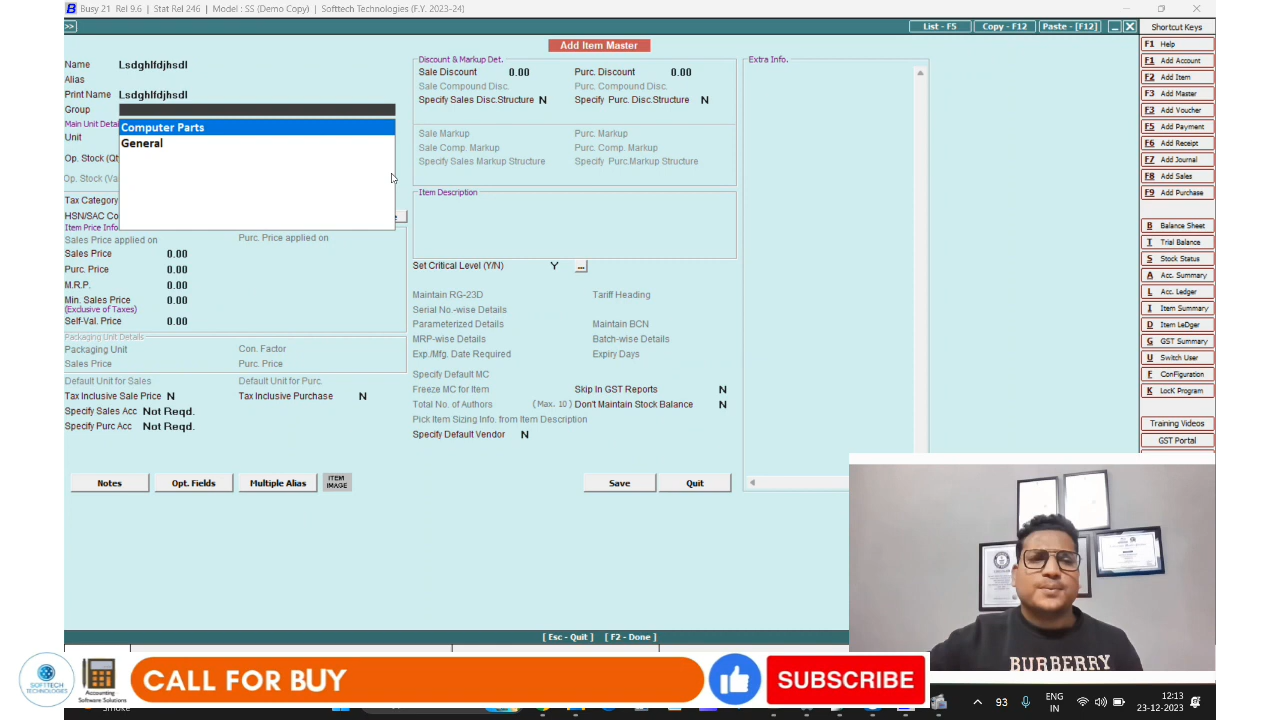 Busy 21 Rel 9.6 | Stat Rel 246 | Model : SS (Demo Copy) | Softtech Technologies (F.Y. 2023-24)
>> List - F5 Copy - F12 Paste - [F12]
Add Item Master
Name Lsdghlfdjhsdl
Alias
Print Name Lsdghlfdjhsdl
Group
Computer Parts
General
Main Unit Deta
Unit
Op. Stock (Qt
Op. Stock (Va
Tax Category
HSN/SAC Co
Item Price Info
Sales Price applied on Purc. Price applied on
Sales Price 0.00
Purc. Price 0.00
M.R.P. 0.00
Min. Sales Price 0.00
(Exclusive of Taxes)
Self-Val. Price 0.00
Packaging Unit Details
Packaging Unit Con. Factor
Sales Price Purc. Price
Default Unit for Sales Default Unit for Purc.
Tax Inclusive Sale Price N Tax Inclusive Purchase N
Specify Sales Acc Not Reqd.
Specify Purc Acc Not Reqd.
Notes Opt. Fields Multiple Alias ITEM IMAGE
Discount & Markup Det.
Sale Discount 0.00 Purc. Discount 0.00
Sale Compound Disc. Purc. Compound Disc.
Specify Sales Disc.Structure N Specify Purc. Disc.Structure N
Sale Markup Purc. Markup
Sale Comp. Markup Purc. Comp. Markup
Specify Sales Markup Structure Specify Purc.Markup Structure
Item Description
Set Critical Level (Y/N) Y ...
Maintain RG-23D Tariff Heading
Serial No.-wise Details
Parameterized Details Maintain BCN
MRP-wise Details Batch-wise Details
Exp./Mfg. Date Required Expiry Days
Specify Default MC
Freeze MC for Item Skip In GST Reports N
Total No. of Authors (Max. 10) Don't Maintain Stock Balance N
Pick Item Sizing Info. from Item Description
Specify Default Vendor N
Save Quit
Extra Info.
Shortcut Keys
F1 Help
F1 Add Account
F2 Add Item
F3 Add Master
F3 Add Voucher
F5 Add Payment
F6 Add Receipt
F7 Add Journal
F8 Add Sales
F9 Add Purchase
B Balance Sheet
T Trial Balance
S Stock Status
A Acc. Summary
L Acc. Ledger
I Item Summary
D Item LeDger
G GST Summary
U Switch User
F ConFiguration
K LocK Program
Training Videos
GST Portal
[ Esc - Quit ] [ F2 - Done ]
BURBERRY
SOFTTECH
TECHNOLOGIES
Accounting
Software Solutions
CALL FOR BUY
SUBSCRIBE
93 ENG IN 12:13
23-12-2023